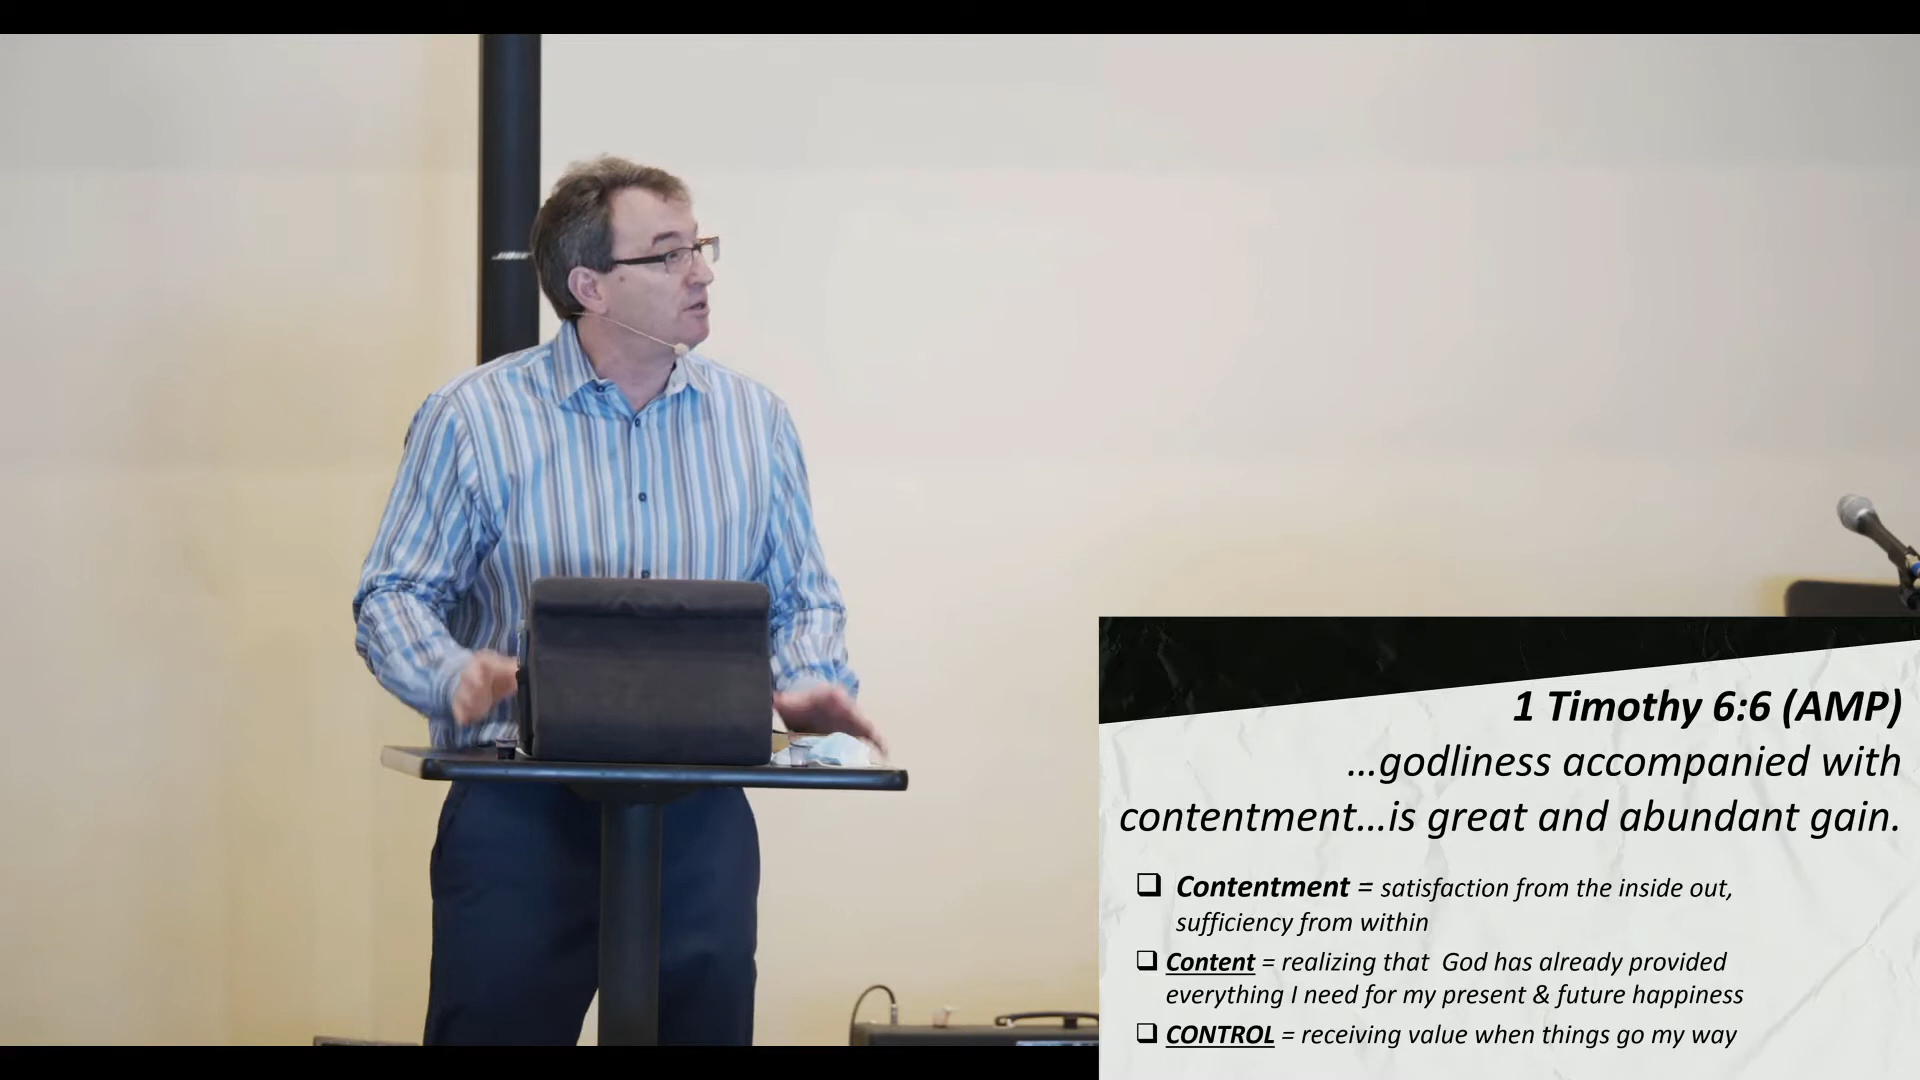 1 Timothy 6:6 (AMP)
...godliness accompanied with
contentment...is great and abundant gain.
❑ Contentment = satisfaction from the inside out,
sufficiency from within
❑ Content = realizing that God has already provided
everything I need for my present & future happiness
❑ CONTROL = receiving value when things go my way